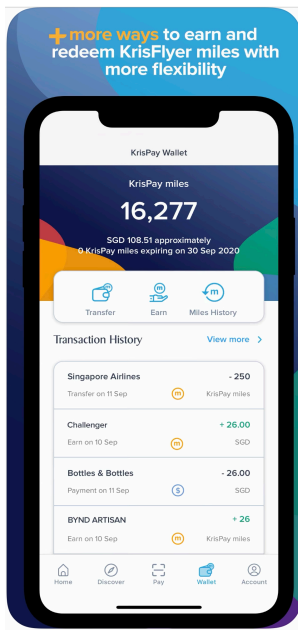 + more ways to earn and
redeem KrisFlyer miles with
more flexibility
KrisPay Wallet
KrisPay miles
16,277
SGD 108.51 approximately
0 KrisPay miles expiring on 30 Sep 2020
m m m
Transfer Earn Miles History
Transaction History View more >
Singapore Airlines - 250
Transfer on 11 Sep m KrisPay miles
Challenger + 26.00
Earn on 10 Sep m SGD
Bottles & Bottles - 26.00
Payment on 11 Sep $ SGD
BYND ARTISAN + 26
Earn on 10 Sep m KrisPay miles
Home Discover Pay Wallet Account